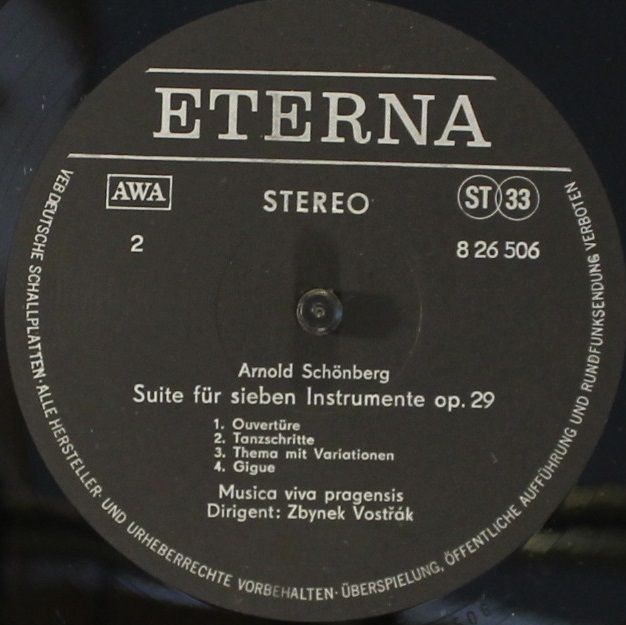 ETERNA
AWA
STEREO
ST 33
2
8 26 506
Arnold Schönberg
Suite für sieben Instrumente op. 29
1. Ouvertüre
2. Tanzschritte
3. Thema mit Variationen
4. Gigue
Musica viva pragensis
Dirigent: Zbynek Vostřák
VEB DEUTSCHE SCHALLPLATTEN · ALLE HERSTELLER- UND URHEBERRECHTE VORBEHALTEN · ÜBERSPIELUNG, ÖFFENTLICHE AUFFÜHRUNG UND RUNDFUNKSENDUNG VERBOTEN